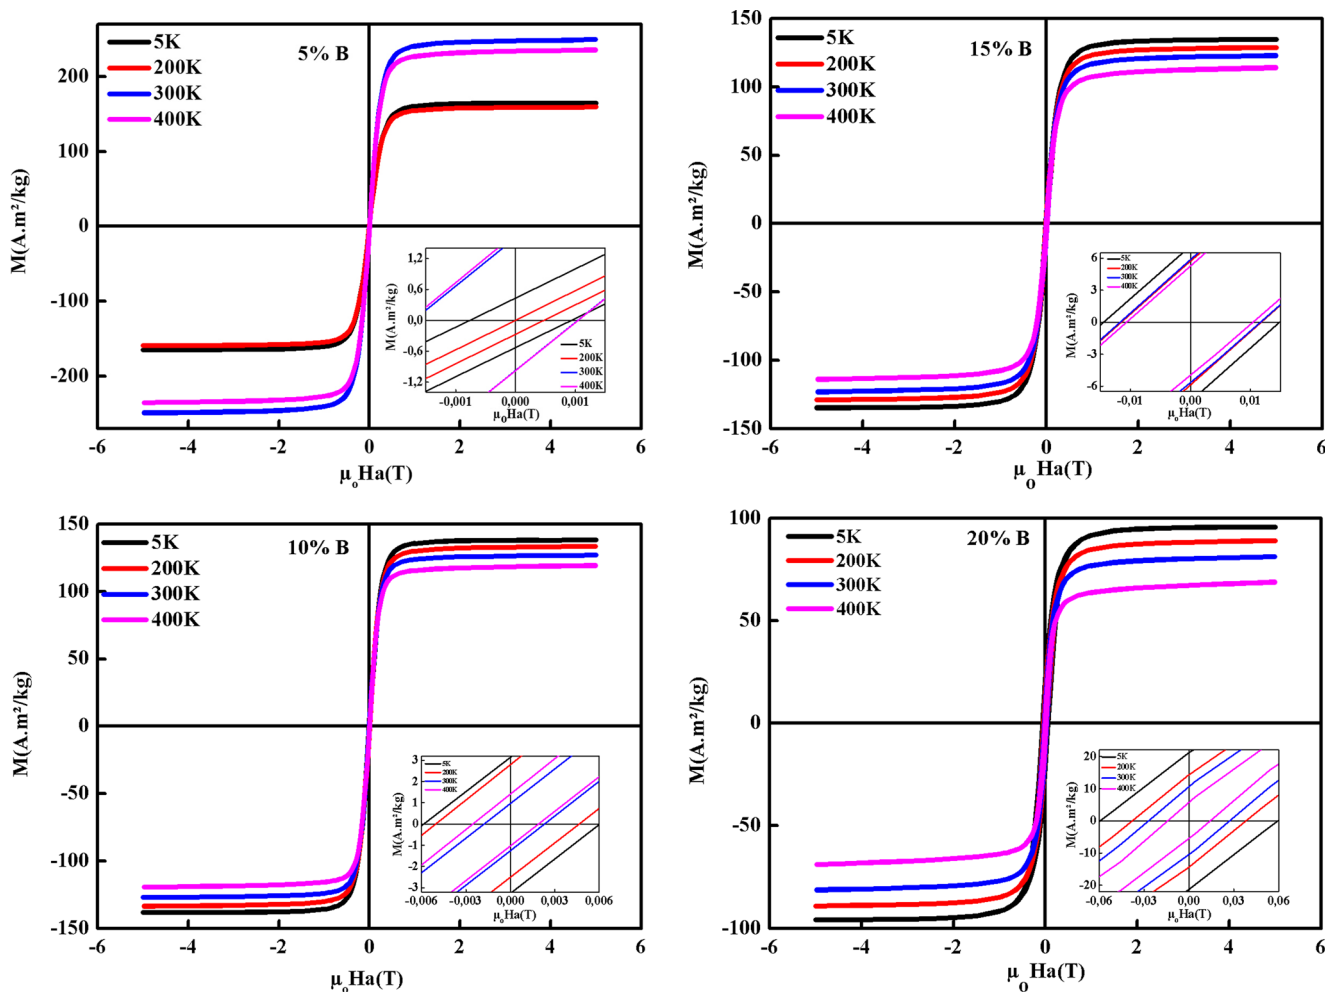 5K
200K
300K
400K
5% B
200
100
0
-100
-200
M(A.m²/kg)
-6 -4 -2 0 2 4 6
μₒHa(T)
1,2
0,6
0,0
-0,6
-1,2
M(A.m²/kg)
5K
200K
300K
400K
-0,001 0,000 0,001
μ₀Ha(T)
5K
200K
300K
400K
15% B
150
100
50
0
-50
-100
-150
M(A.m²/kg)
-6 -4 -2 0 2 4 6
μₒHa(T)
5K
200K
300K
400K
6
3
0
-3
-6
M(A.m²/kg)
-0,01 0,00 0,01
μₒHa(T)
5K
200K
300K
400K
10% B
150
100
50
0
-50
-100
-150
M(A.m²/kg)
-6 -4 -2 0 2 4 6
μₒHa(T)
5K
200K
300K
400K
3
2
1
0
-1
-2
-3
M(A.m²/kg)
-0,006 -0,003 0,000 0,003 0,006
μₒHa(T)
5K
200K
300K
400K
20% B
100
50
0
-50
-100
M(A.m²/kg)
-6 -4 -2 0 2 4 6
μₒHa(T)
5K
200K
300K
400K
20
10
0
-10
-20
M(A.m²/kg)
-0,06 -0,03 0,00 0,03 0,06
μₒHa(T)